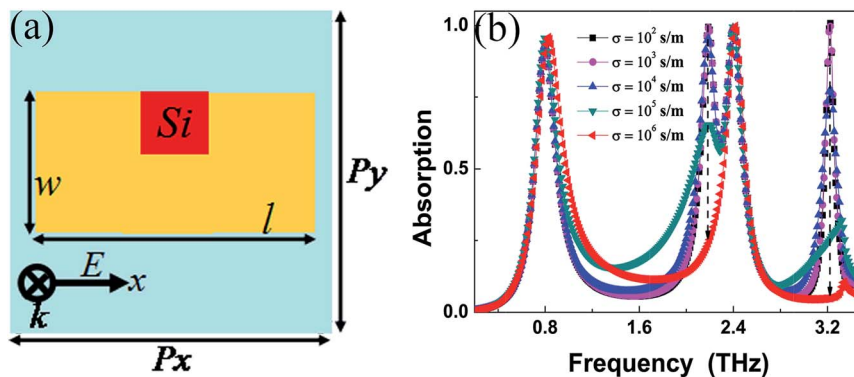 (a)
Si
w
l
E
x
k
Px
Py
(b)
Absorption
1.0
0.5
0.0
σ = 10² s/m
σ = 10³ s/m
σ = 10⁴ s/m
σ = 10⁵ s/m
σ = 10⁶ s/m
0.8 1.6 2.4 3.2
Frequency (THz)